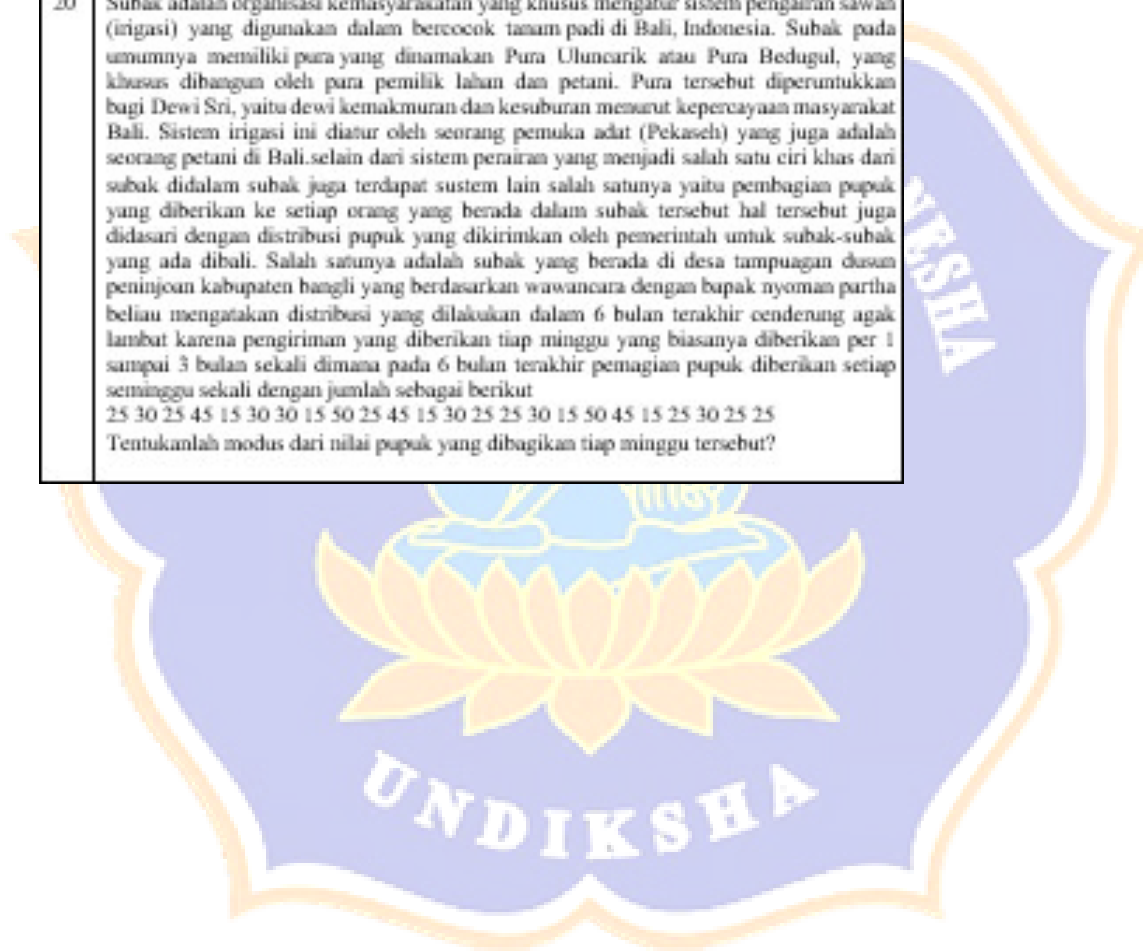 20 Subak adalah organisasi kemasyarakatan yang khusus mengatur sistem pengairan sawah
(irigasi) yang digunakan dalam bercocok tanam padi di Bali, Indonesia. Subak pada
umumnya memiliki pura yang dinamakan Pura Uluncarik atau Pura Bedugul, yang
khusus dibangun oleh para pemilik lahan dan petani. Pura tersebut diperuntukkan
bagi Dewi Sri, yaitu dewi kemakmuran dan kesuburan menurut kepercayaan masyarakat
Bali. Sistem irigasi ini diatur oleh seorang pemuka adat (Pekaseh) yang juga adalah
seorang petani di Bali.selain dari sistem perairan yang menjadi salah satu ciri khas dari
subak didalam subak juga terdapat sustem lain salah satunya yaitu pembagian pupuk
yang diberikan ke setiap orang yang berada dalam subak tersebut hal tersebut juga
didasari dengan distribusi pupuk yang dikirimkan oleh pemerintah untuk subak-subak
yang ada dibali. Salah satunya adalah subak yang berada di desa tampuagan dusun
peninjoan kabupaten bangli yang berdasarkan wawancara dengan bapak nyoman partha
beliau mengatakan distribusi yang dilakukan dalam 6 bulan terakhir cenderung agak
lambat karena pengiriman yang diberikan tiap minggu yang biasanya diberikan per 1
sampai 3 bulan sekali dimana pada 6 bulan terakhir pemagian pupuk diberikan setiap
seminggu sekali dengan jumlah sebagai berikut
25 30 25 45 15 30 30 15 50 25 45 15 30 25 25 30 15 50 45 15 25 30 25 25
Tentukanlah modus dari nilai pupuk yang dibagikan tiap minggu tersebut?
NESHA
UNDIKSHA